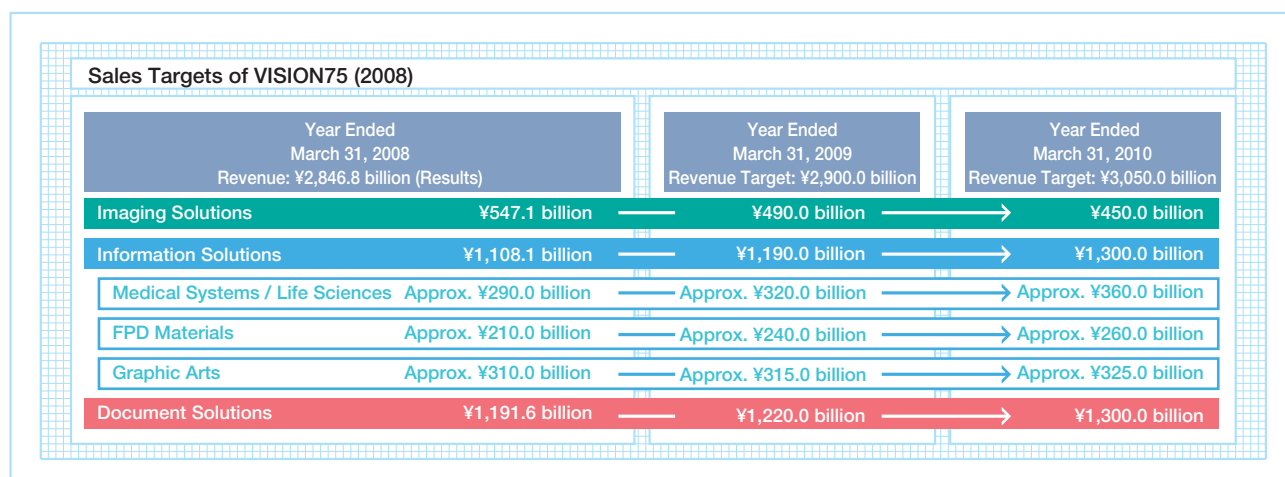 Sales Targets of VISION75 (2008)
Year Ended
March 31, 2008
Revenue: ¥2,846.8 billion (Results)
Year Ended
March 31, 2009
Revenue Target: ¥2,900.0 billion
Year Ended
March 31, 2010
Revenue Target: ¥3,050.0 billion
Imaging Solutions ¥547.1 billion ¥490.0 billion ¥450.0 billion
Information Solutions ¥1,108.1 billion ¥1,190.0 billion ¥1,300.0 billion
Medical Systems / Life Sciences Approx. ¥290.0 billion Approx. ¥320.0 billion Approx. ¥360.0 billion
FPD Materials Approx. ¥210.0 billion Approx. ¥240.0 billion Approx. ¥260.0 billion
Graphic Arts Approx. ¥310.0 billion Approx. ¥315.0 billion Approx. ¥325.0 billion
Document Solutions ¥1,191.6 billion ¥1,220.0 billion ¥1,300.0 billion